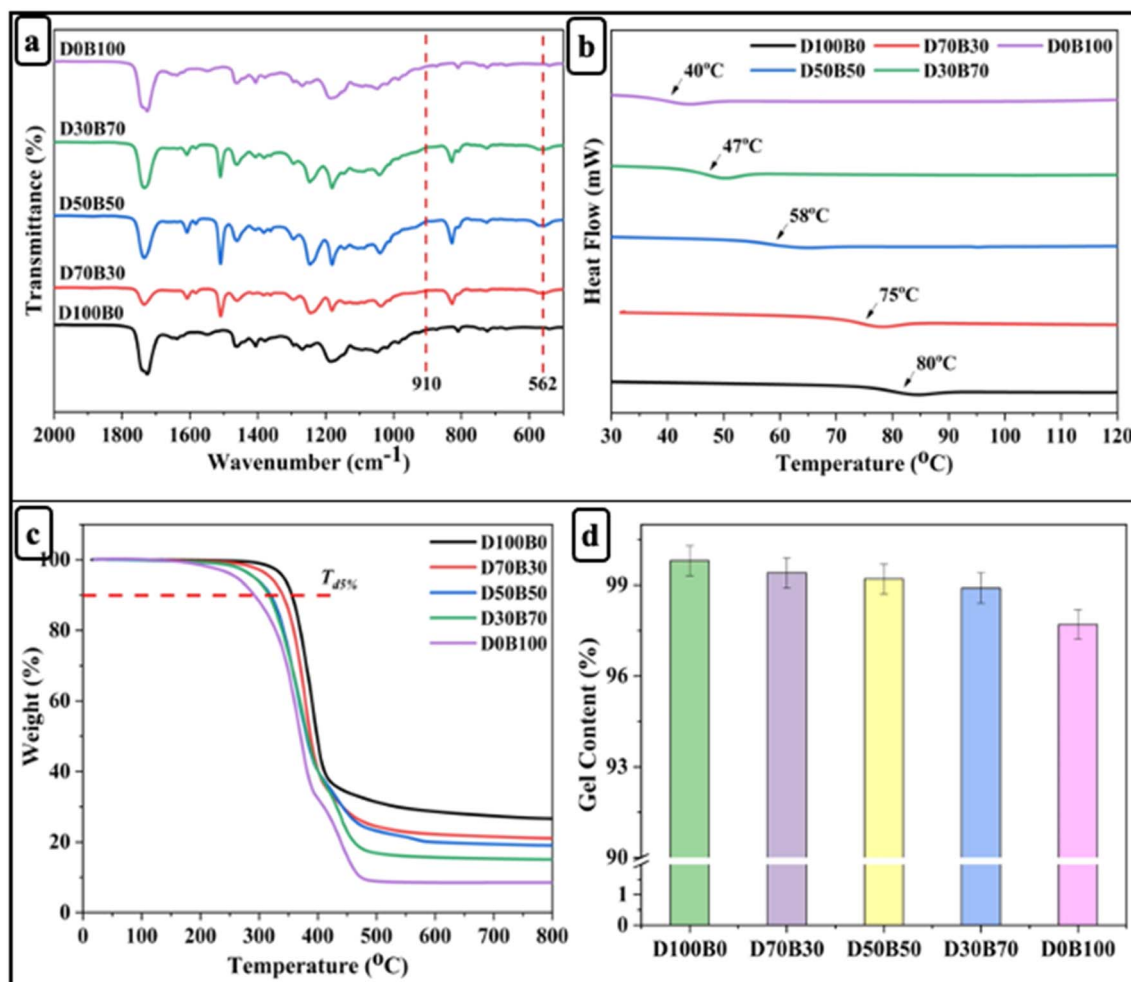 a
D0B100
D30B70
D50B50
D70B30
D100B0
910
562
2000 1800 1600 1400 1200 1000 800 600
Wavenumber (cm-1)
Transmittance (%)
b
D100B0 D70B30 D0B100
D50B50 D30B70
40°C
47°C
58°C
75°C
80°C
30 40 50 60 70 80 90 100 110 120
Temperature (°C)
Heat Flow (mW)
c
D100B0
D70B30
D50B50
D30B70
D0B100
Td5%
100
80
60
40
20
0
0 100 200 300 400 500 600 700 800
Temperature (°C)
Weight (%)
d
99
96
93
90
1
0
D100B0 D70B30 D50B50 D30B70 D0B100
Gel Content (%)